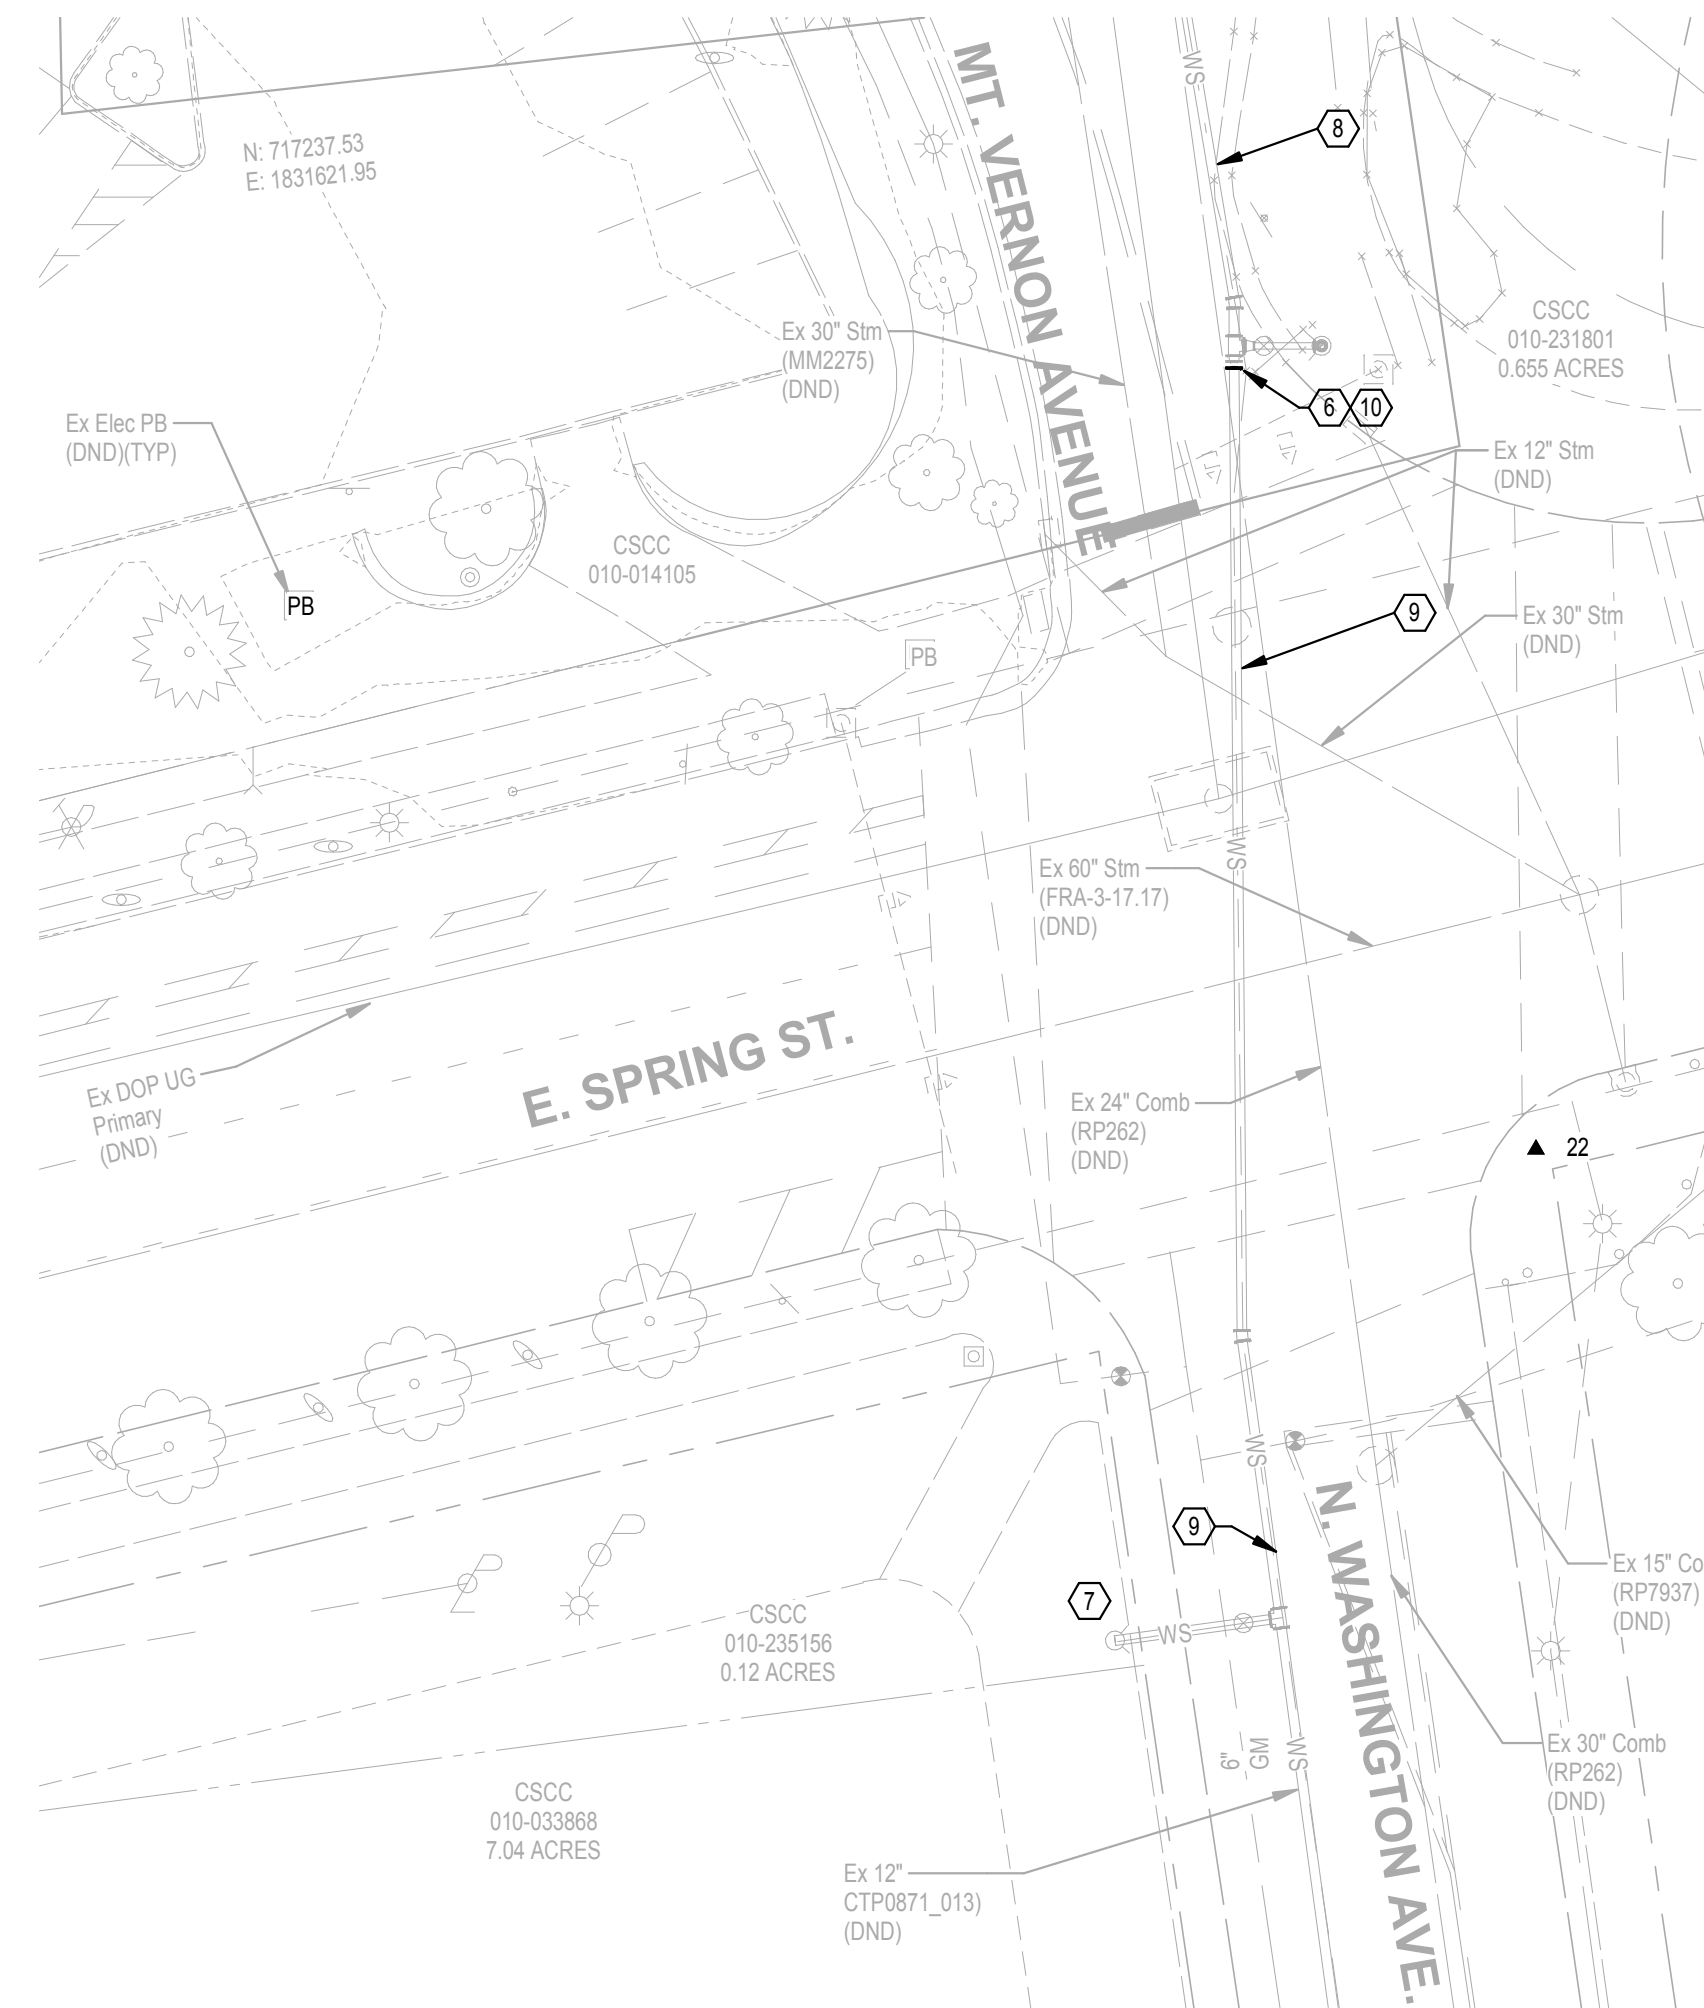 N: 717237.53
E: 1831621.95
MT. VERNON AVENUE
WS
8
Ex 30" Stm
(MM2275)
(DND)
CSCC
010-231801
0.655 ACRES
6
10
Ex Elec PB
(DND)(TYP)
Ex 12" Stm
(DND)
CSCC
010-014105
PB
9
Ex 30" Stm
(DND)
PB
WS
Ex 60" Stm
(FRA-3-17.17)
(DND)
E. SPRING ST.
Ex DOP UG
Primary
(DND)
Ex 24" Comb
(RP262)
(DND)
22
WS
9
N. WASHINGTON AVE.
Ex 15" Co
(RP7937)
(DND)
7
WS
CSCC
010-235156
0.12 ACRES
6"
GM
WS
Ex 30" Comb
(RP262)
(DND)
CSCC
010-033868
7.04 ACRES
Ex 12"
CTP0871_013)
(DND)